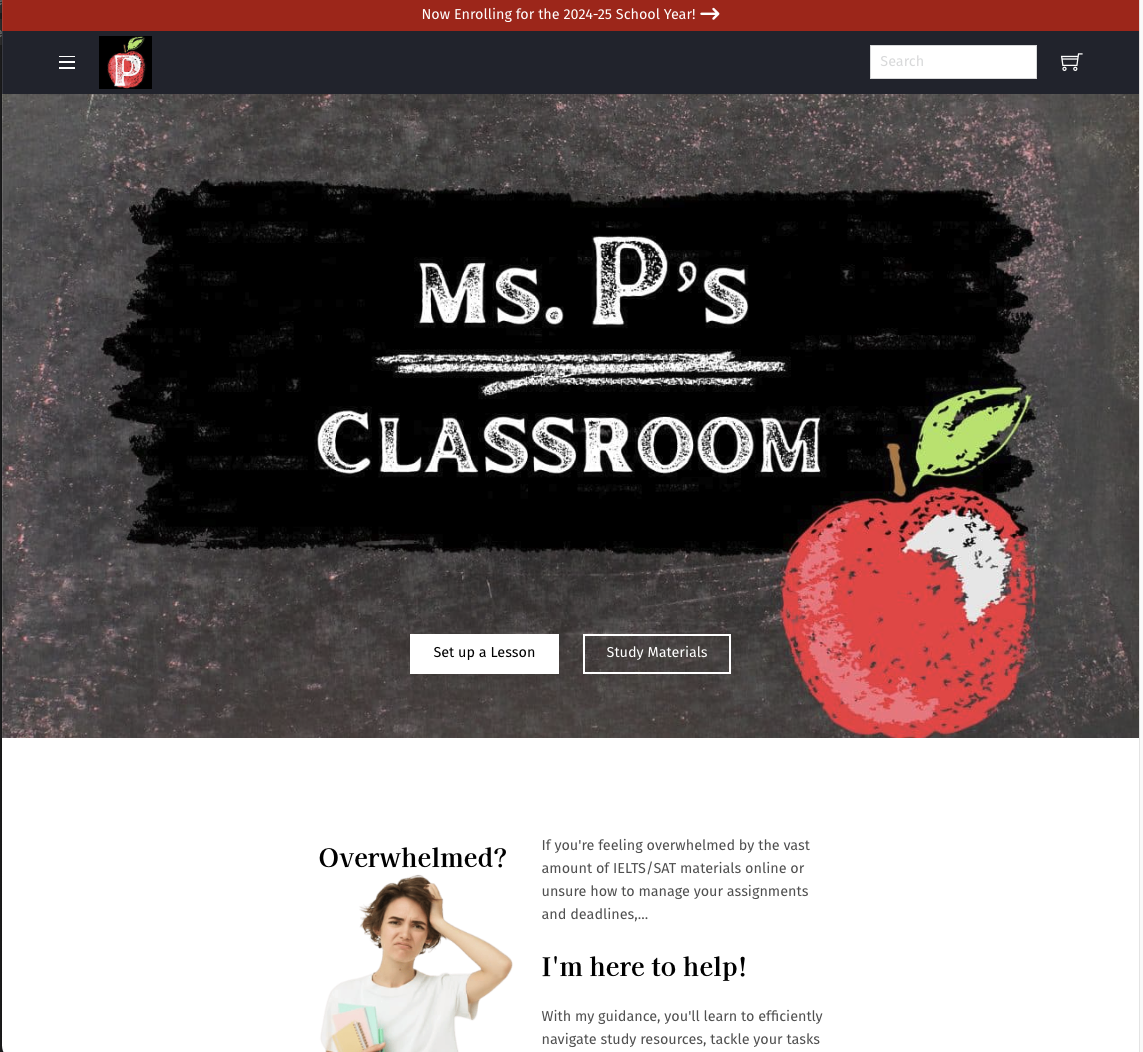 Now Enrolling for the 2024-25 School Year! →
P
Search
Ms. P's
Classroom
Set up a Lesson
Study Materials
Overwhelmed?
If you're feeling overwhelmed by the vast
amount of IELTS/SAT materials online or
unsure how to manage your assignments
and deadlines,...
I'm here to help!
With my guidance, you'll learn to efficiently
navigate study resources, tackle your tasks